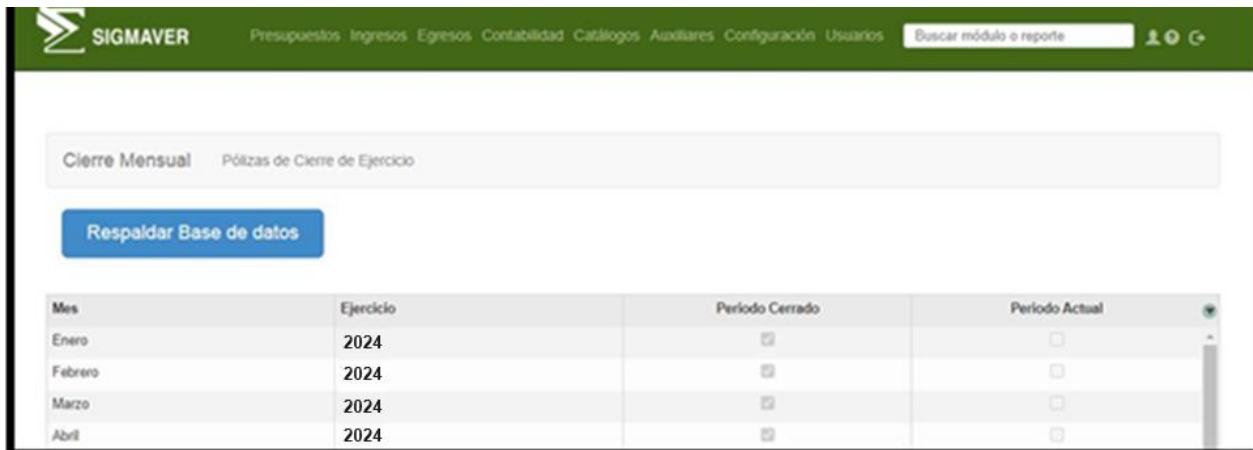 SIGMAVER Presupuestos Ingresos Egresos Contabilidad Catálogos Auxiliares Configuración Usuarios Buscar módulo o reporte
Cierre Mensual Pólizas de Cierre de Ejercicio
Respaldar Base de datos
Mes Ejercicio Periodo Cerrado Periodo Actual
Enero 2024
Febrero 2024
Marzo 2024
Abril 2024